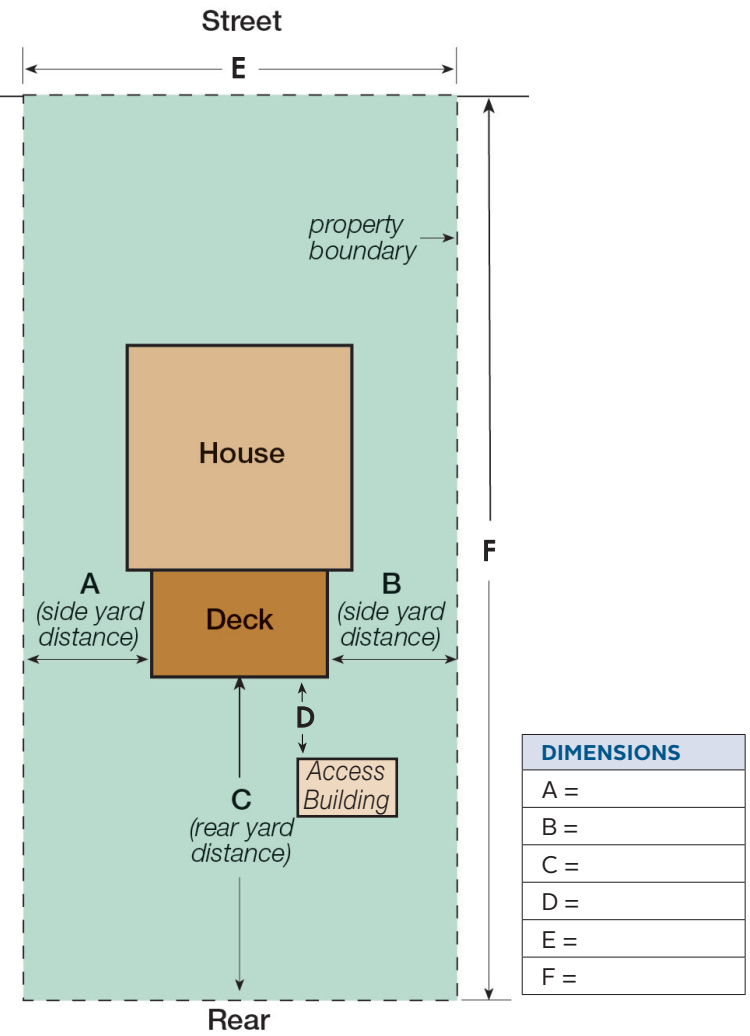 Street
E
property
boundary
House
F
A
(side yard
distance)
Deck
B
(side yard
distance)
D
Access
Building
C
(rear yard
distance)
DIMENSIONS
A =
B =
C =
D =
E =
F =
Rear